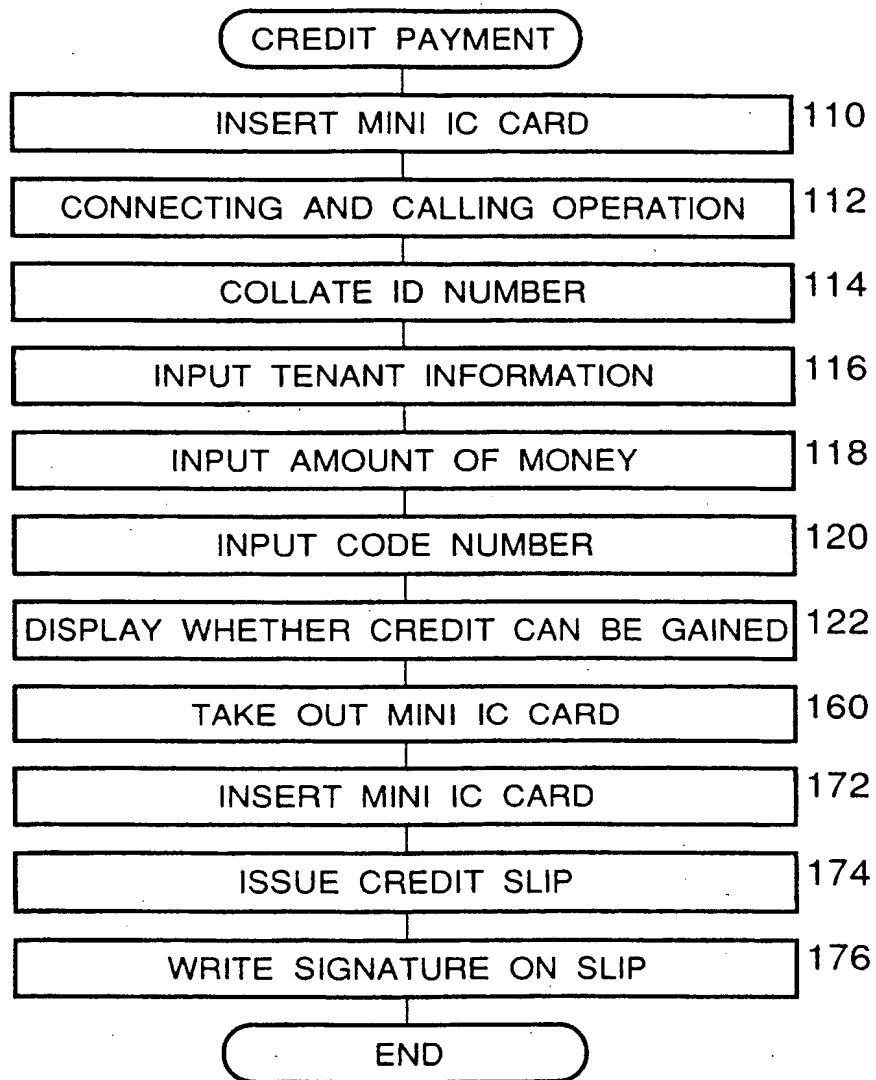 CREDIT PAYMENT
INSERT MINI IC CARD 110
CONNECTING AND CALLING OPERATION 112
COLLATE ID NUMBER 114
INPUT TENANT INFORMATION 116
INPUT AMOUNT OF MONEY 118
INPUT CODE NUMBER 120
DISPLAY WHETHER CREDIT CAN BE GAINED 122
TAKE OUT MINI IC CARD 160
INSERT MINI IC CARD 172
ISSUE CREDIT SLIP 174
WRITE SIGNATURE ON SLIP 176
END